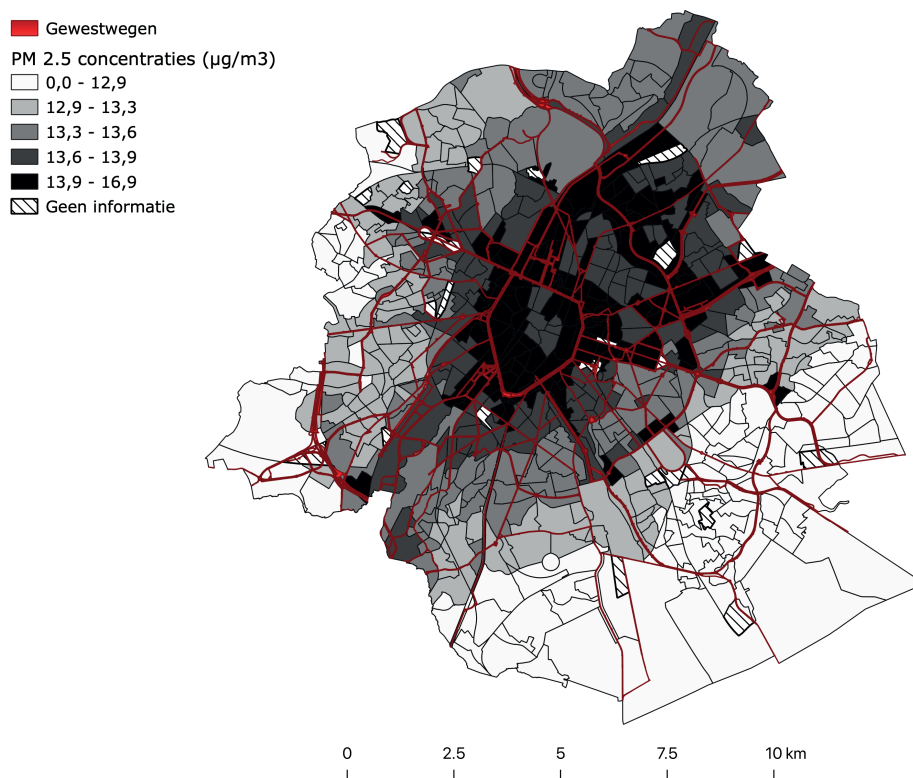 Gewestwegen
PM 2.5 concentraties (µg/m3)
0,0 - 12,9
12,9 - 13,3
13,3 - 13,6
13,6 - 13,9
13,9 - 16,9
Geen informatie
0 2.5 5 7.5 10 km